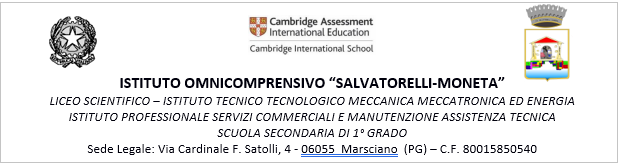 Cambridge Assessment
International Education
Cambridge International School
ISTITUTO OMNICOMPRENSIVO “SALVATORELLI-MONETA”
LICEO SCIENTIFICO – ISTITUTO TECNICO TECNOLOGICO MECCANICA MECCATRONICA ED ENERGIA
ISTITUTO PROFESSIONALE SERVIZI COMMERCIALI E MANUTENZIONE ASSISTENZA TECNICA
SCUOLA SECONDARIA DI 1° GRADO
Sede Legale: Via Cardinale F. Satolli, 4 - 06055 Marsciano (PG) – C.F. 80015850540